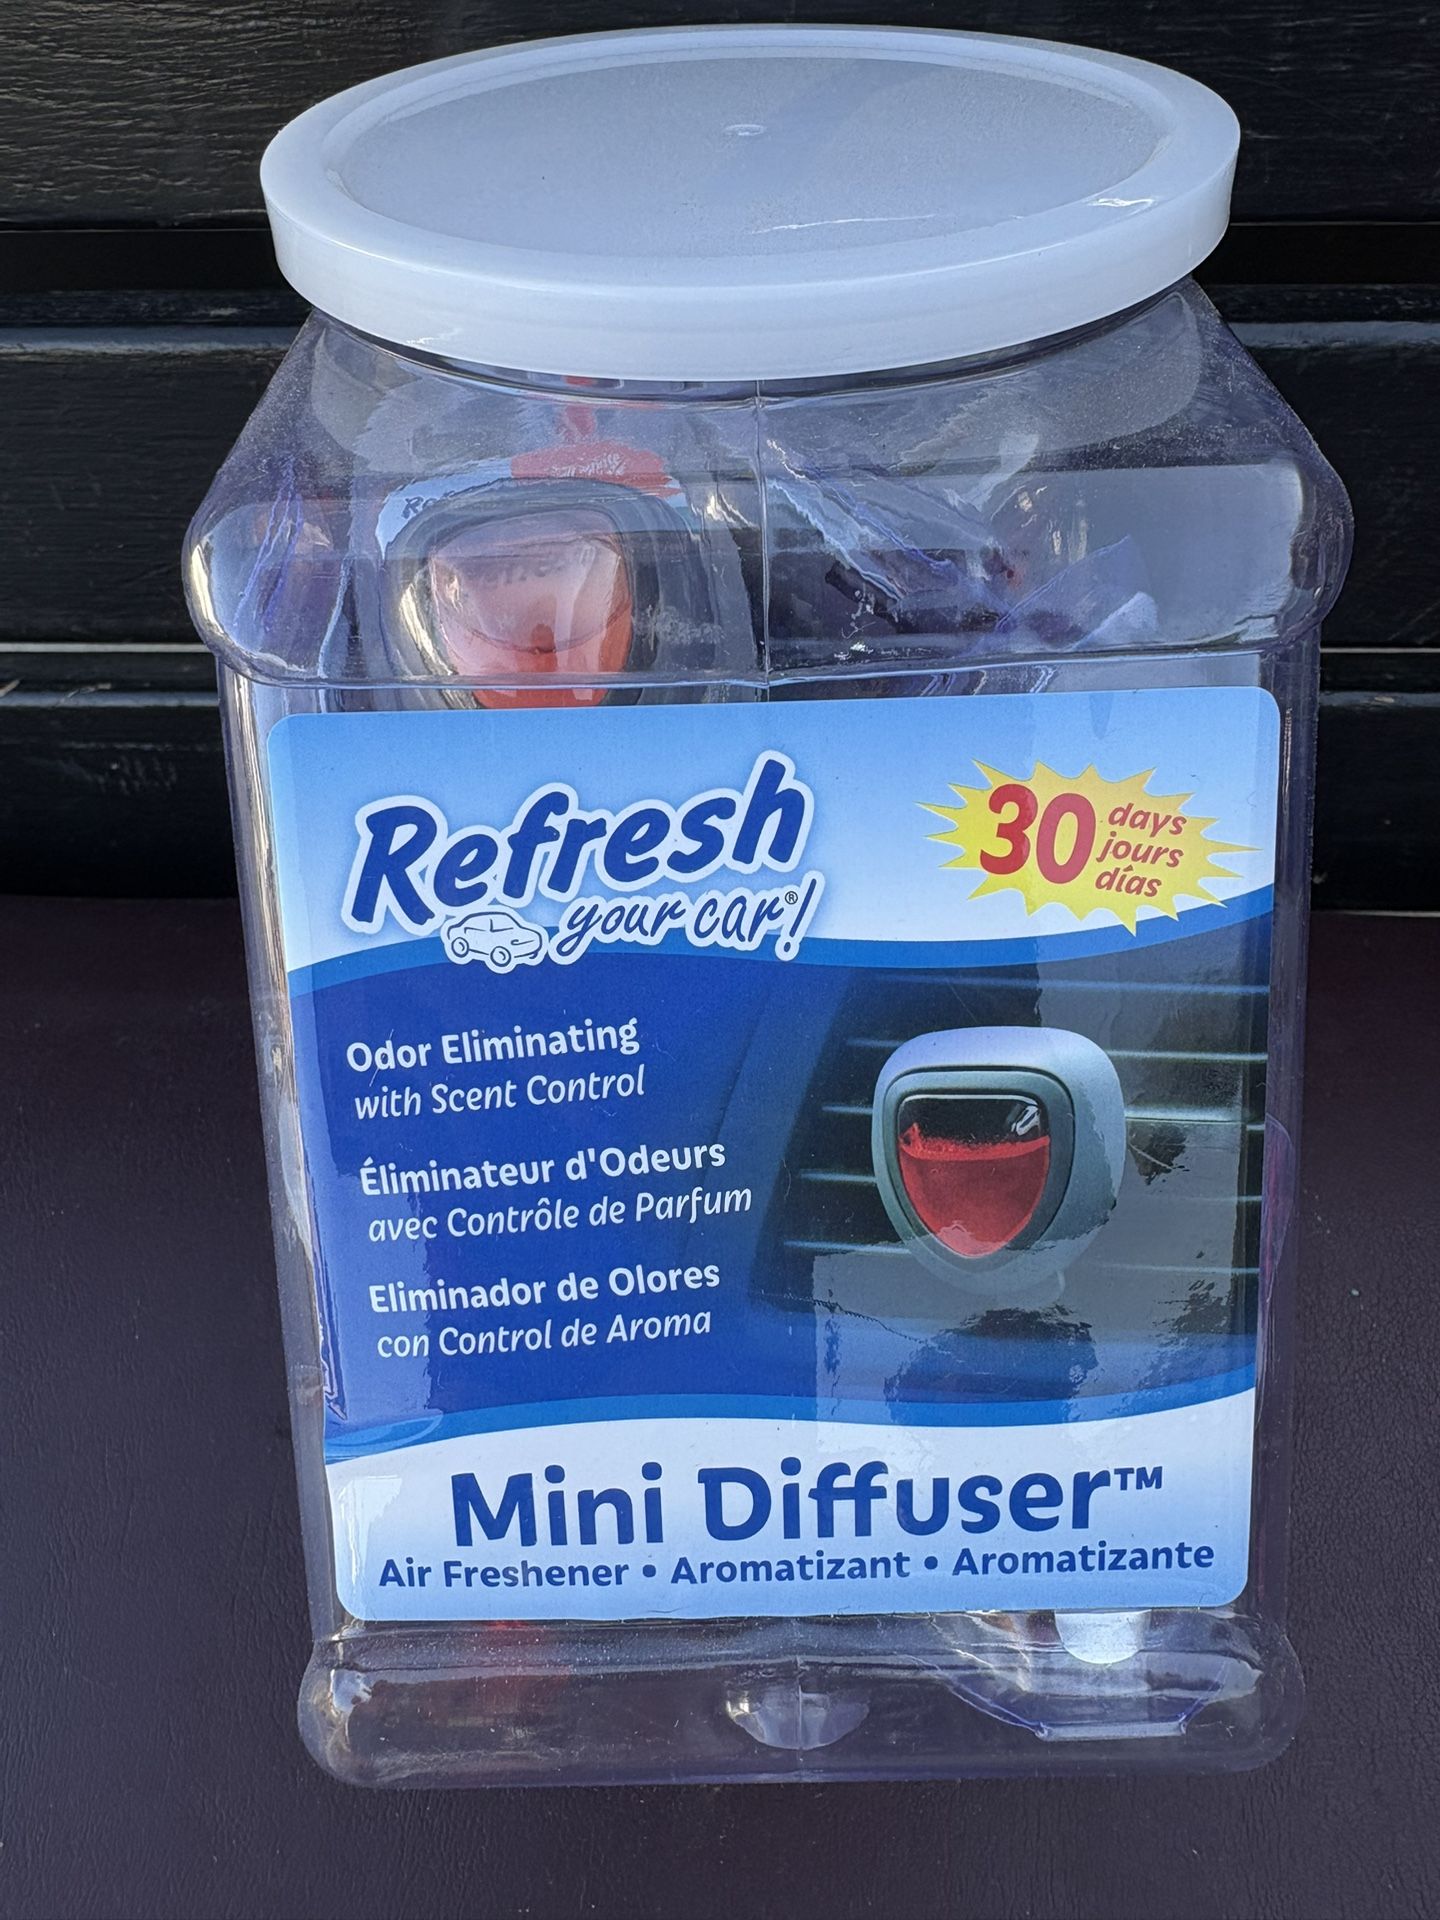 Refresh
your car!®
30 days
jours
días
Odor Eliminating
with Scent Control
Éliminateur d'Odeurs
avec Contrôle de Parfum
Eliminador de Olores
con Control de Aroma
Mini Diffuser™
Air Freshener • Aromatizant • Aromatizante